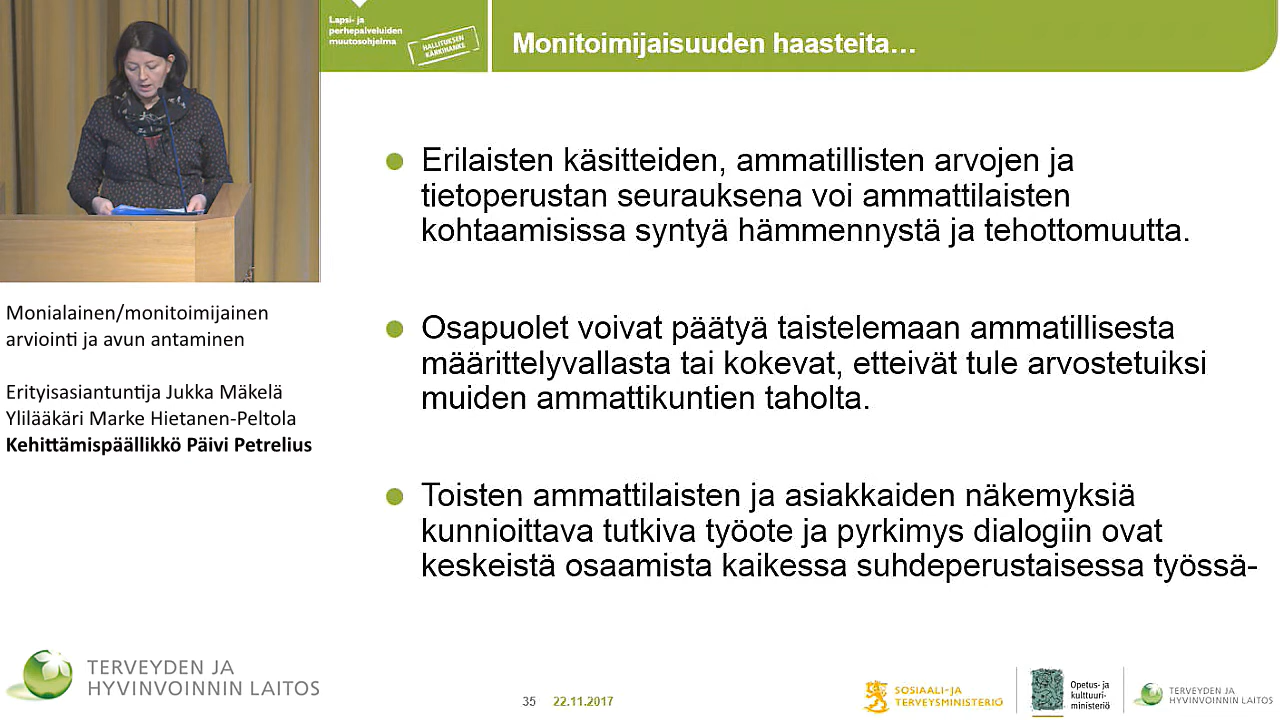 Lapsi- ja
perhepalveluiden
muutosohjelma
HALLITUKSEN
KÄRKIHANKE
Monitoimijaisuuden haasteita…
Erilaisten käsitteiden, ammatillisten arvojen ja
tietoperustan seurauksena voi ammattilaisten
kohtaamisissa syntyä hämmennystä ja tehottomuutta.
Osapuolet voivat päätyä taistelemaan ammatillisesta
määrittelyvallasta tai kokevat, etteivät tule arvostetuiksi
muiden ammattikuntien taholta.
Toisten ammattilaisten ja asiakkaiden näkemyksiä
kunnioittava tutkiva työote ja pyrkimys dialogiin ovat
keskeistä osaamista kaikessa suhdeperustaisessa työssä-
Monialainen/monitoimijainen
arviointi ja avun antaminen
Erityisasiantuntija Jukka Mäkelä
Ylilääkäri Marke Hietanen-Peltola
Kehittämispäällikkö Päivi Petrelius
TERVEYDEN JA
HYVINVOINNIN LAITOS
35 22.11.2017
SOSIAALI- JA
TERVEYSMINISTERIÖ
Opetus- ja
kulttuuri-
ministeriö
TERVEYDEN JA
HYVINVOINNIN LAITOS